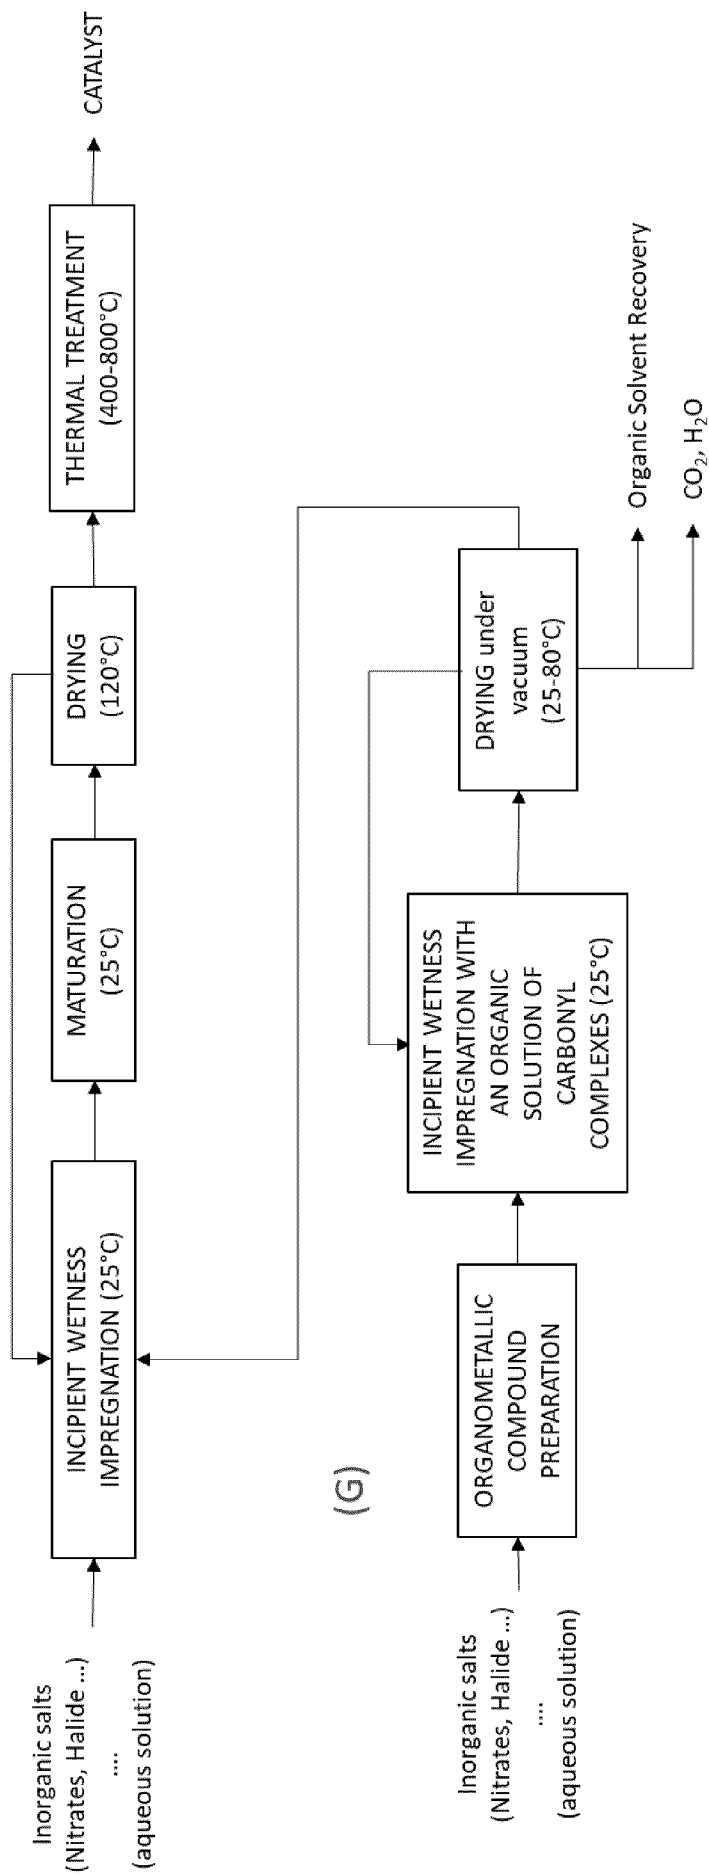 Inorganic salts
(Nitrates, Halide ...)
....
(aqueous solution)
INCIPIENT WETNESS
IMPREGNATION (25°C)
MATURATION
(25°C)
DRYING
(120°C)
THERMAL TREATMENT
(400-800°C)
CATALYST
(G)
Inorganic salts
(Nitrates, Halide ...)
....
(aqueous solution)
ORGANOMETALLIC
COMPOUND
PREPARATION
INCIPIENT WETNESS
IMPREGNATION WITH
AN ORGANIC
SOLUTION OF
CARBONYL
COMPLEXES (25°C)
DRYING under
vacuum
(25-80°C)
Organic Solvent Recovery
CO₂, H₂O